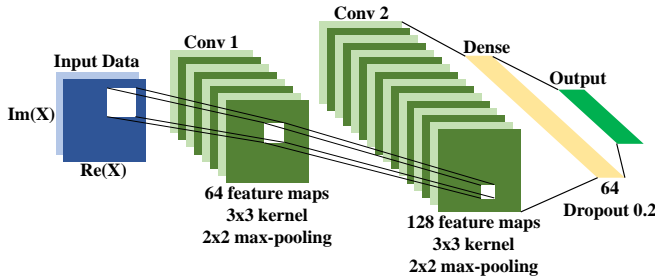 Input Data
Im(X)
Re(X)
Conv 1
64 feature maps
3x3 kernel
2x2 max-pooling
Conv 2
128 feature maps
3x3 kernel
2x2 max-pooling
Dense
64
Dropout 0.2
Output